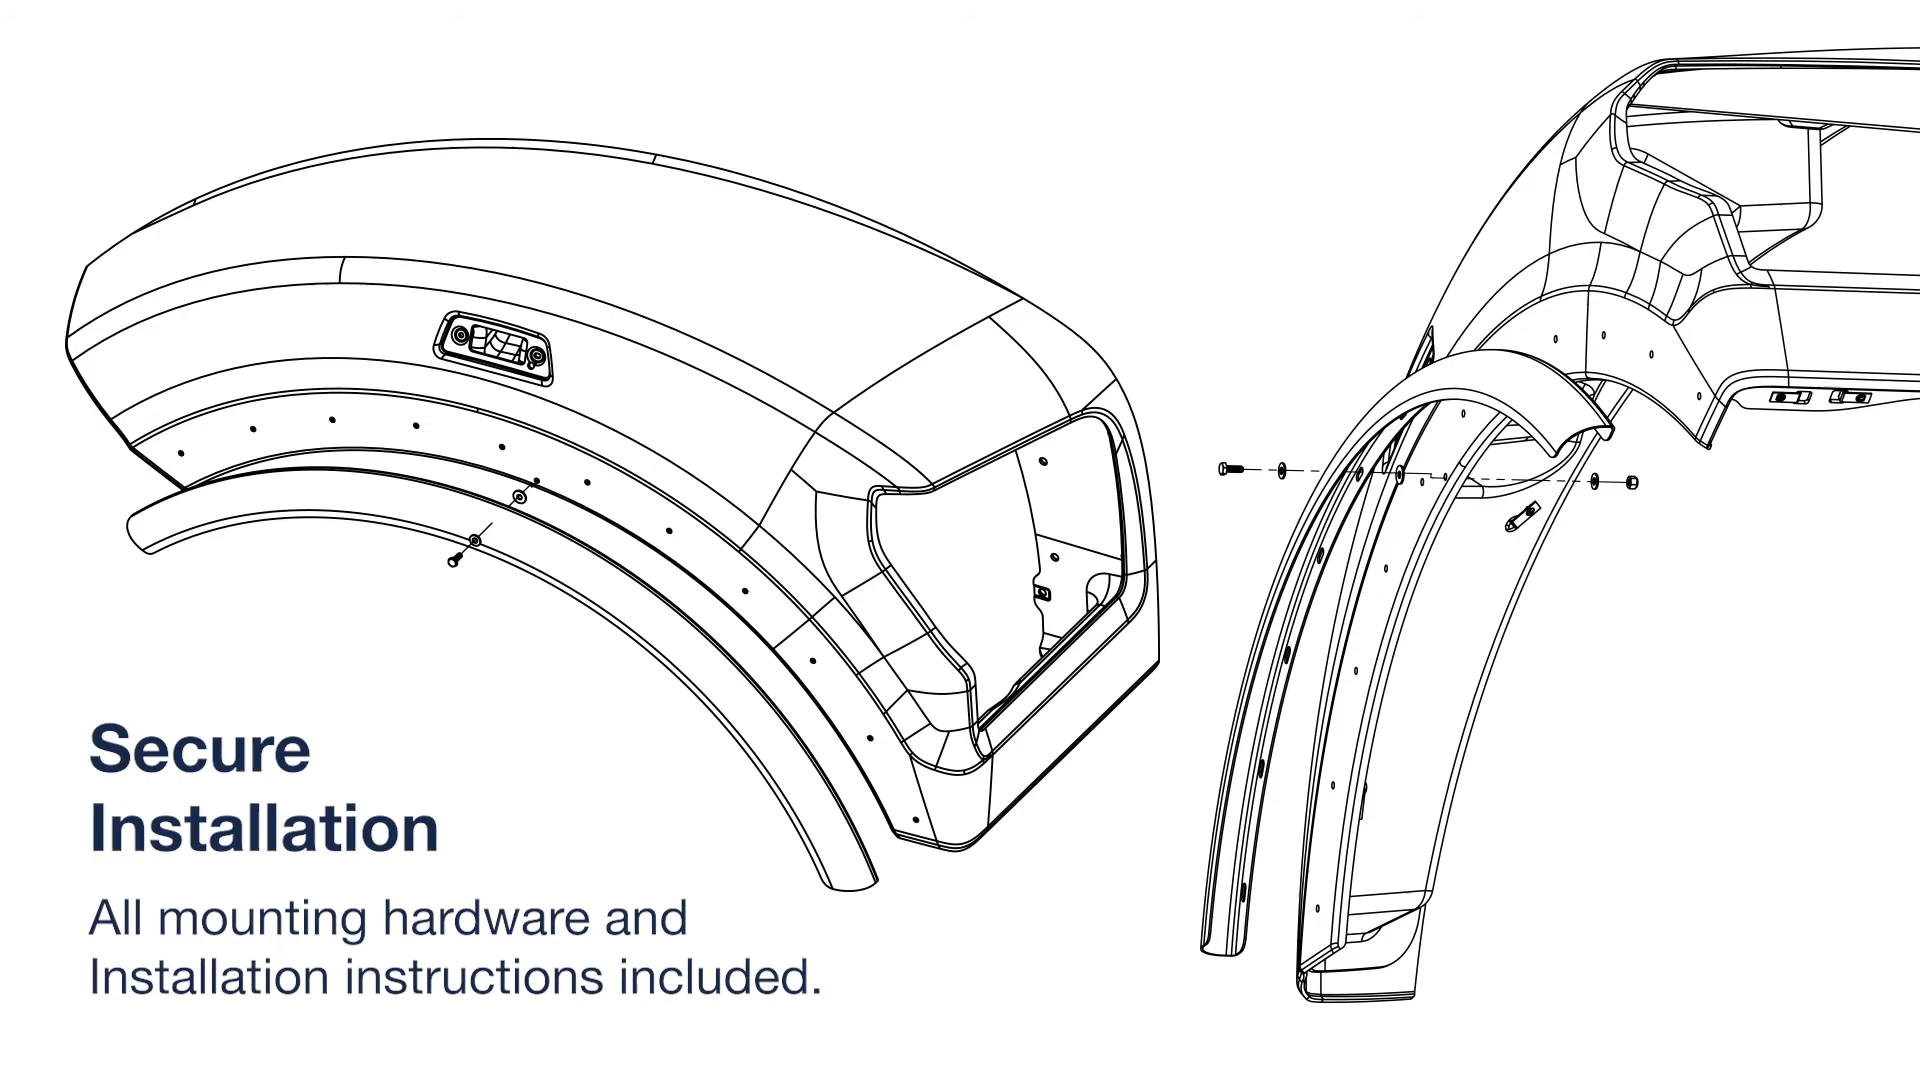 Secure
Installation
All mounting hardware and
Installation instructions included.